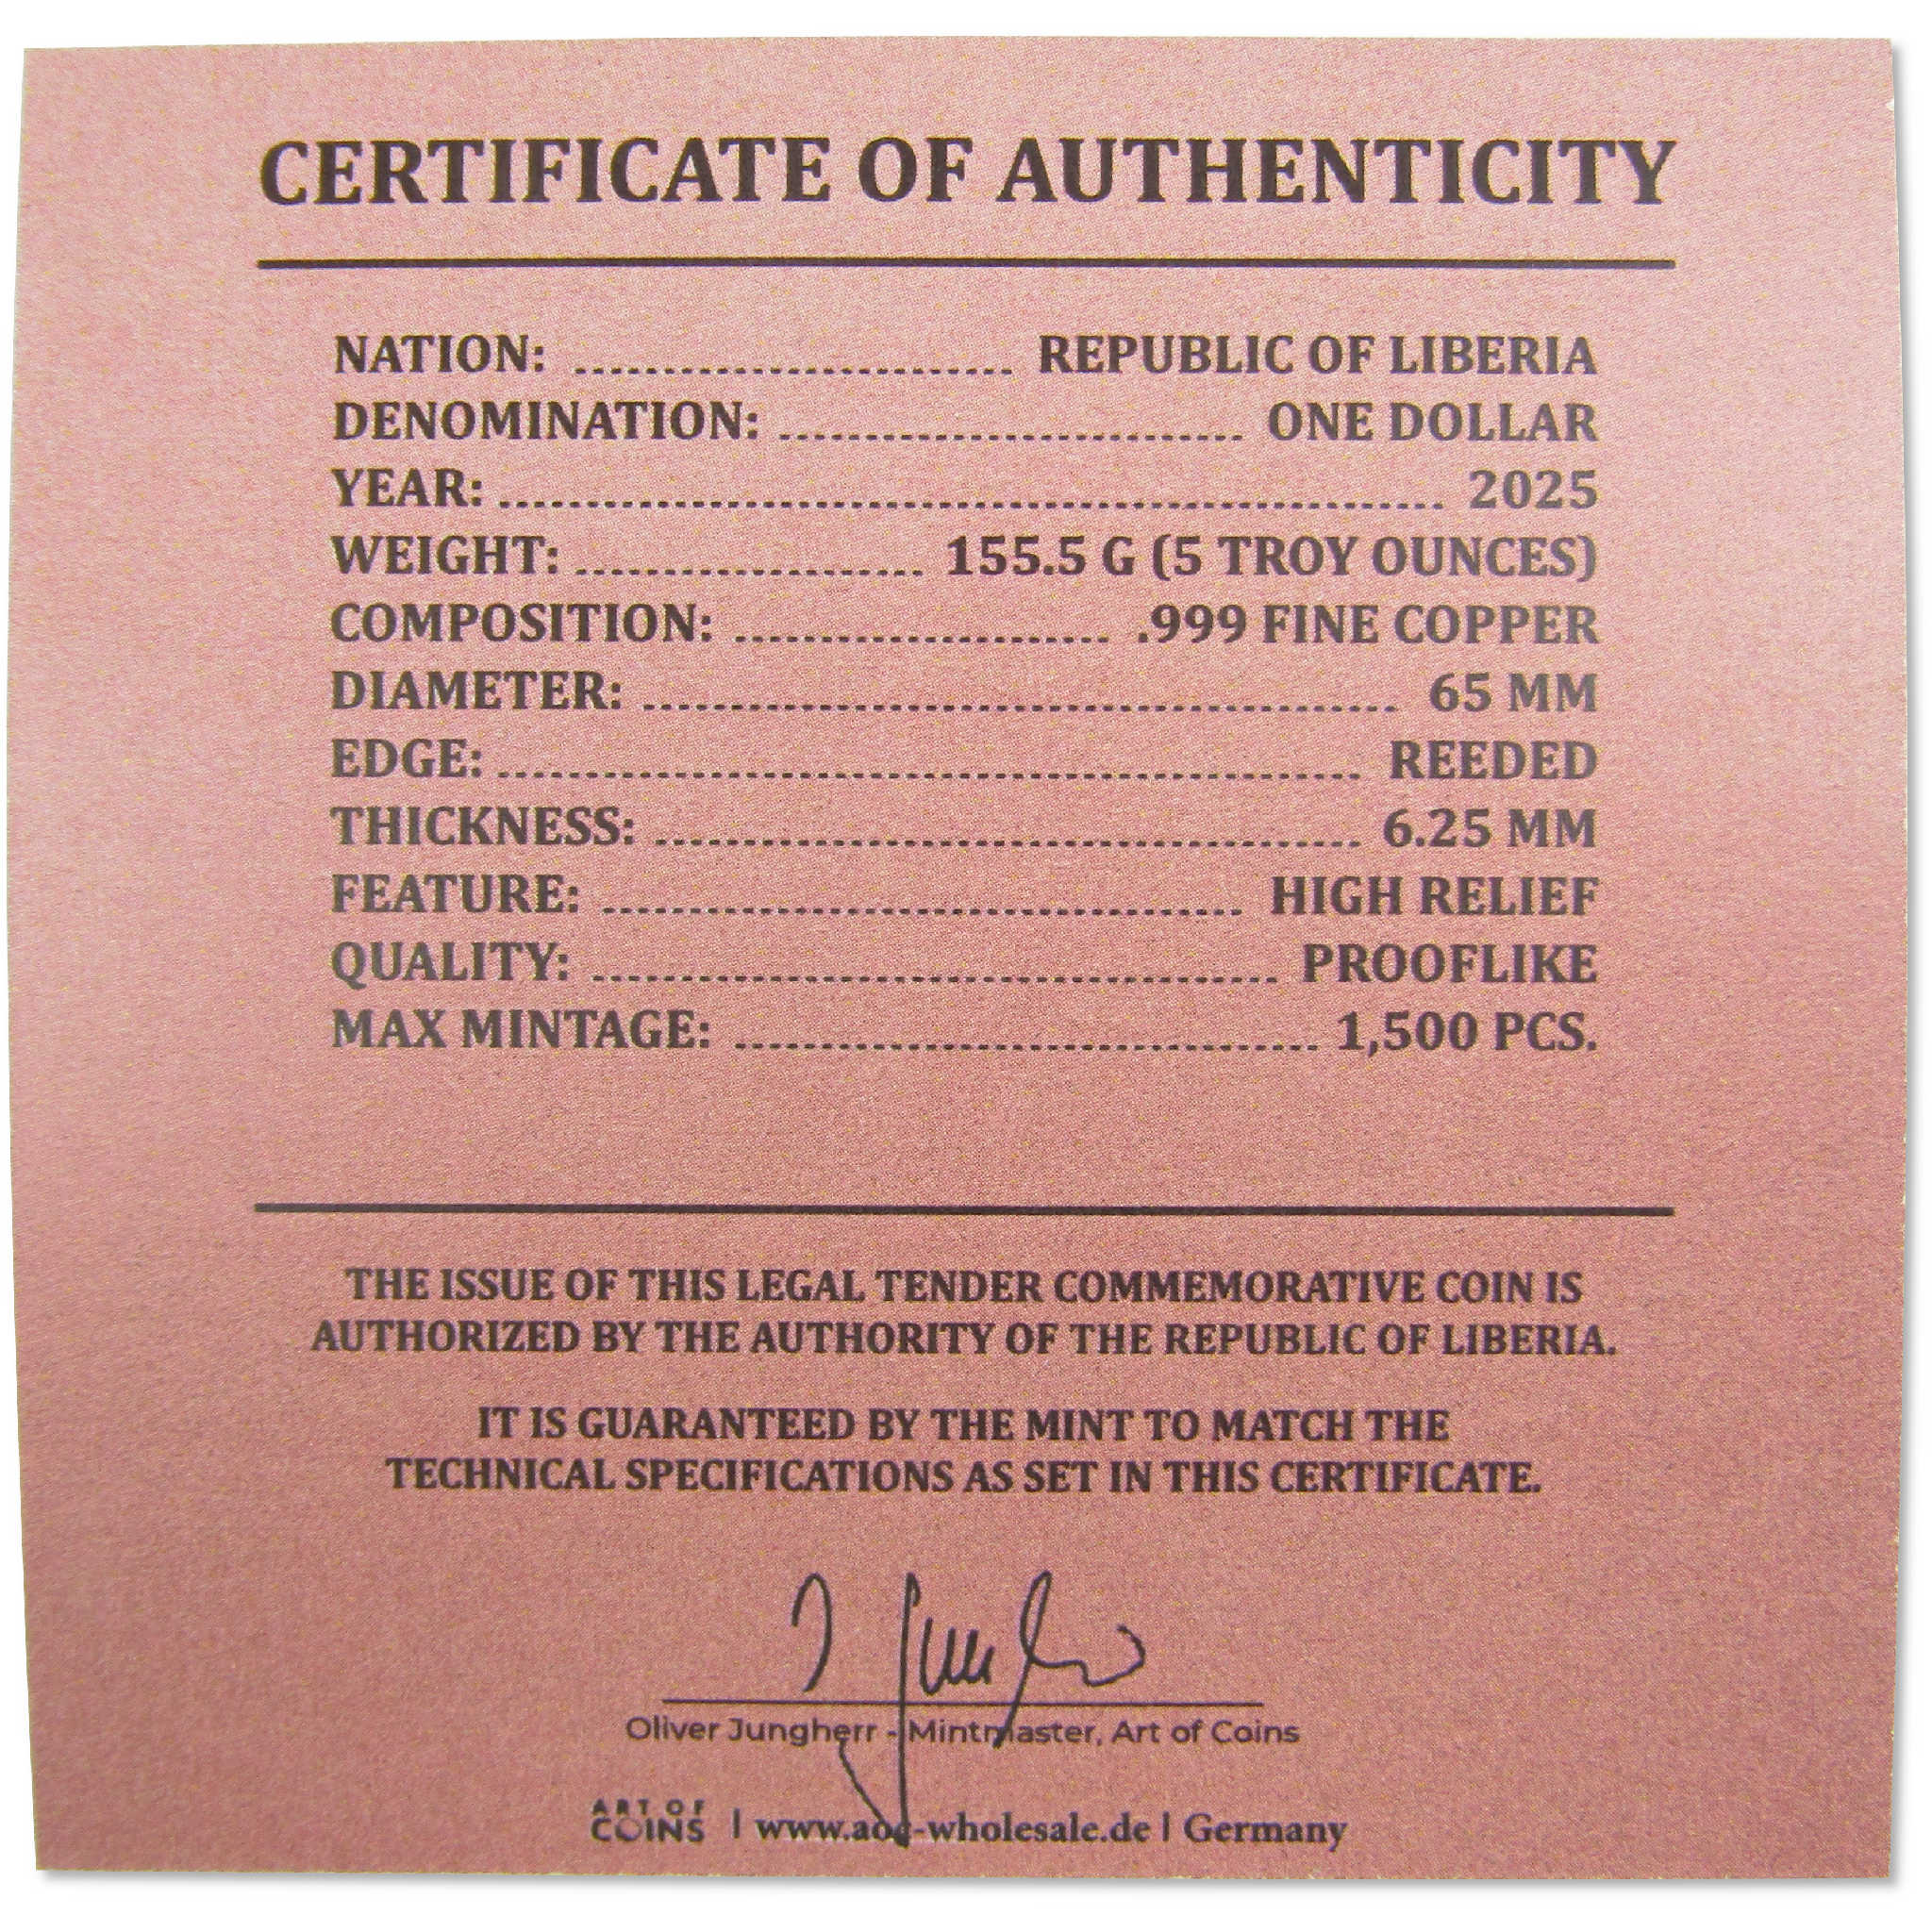 CERTIFICATE OF AUTHENTICITY
NATION: ........................ REPUBLIC OF LIBERIA
DENOMINATION: ........................ ONE DOLLAR
YEAR: ........................ 2025
WEIGHT: ........................ 155.5 G (5 TROY OUNCES)
COMPOSITION: ........................ .999 FINE COPPER
DIAMETER: ........................ 65 MM
EDGE: ........................ REEDED
THICKNESS: ........................ 6.25 MM
FEATURE: ........................ HIGH RELIEF
QUALITY: ........................ PROOFLIKE
MAX MINTAGE: ........................ 1,500 PCS.
THE ISSUE OF THIS LEGAL TENDER COMMEMORATIVE COIN IS
AUTHORIZED BY THE AUTHORITY OF THE REPUBLIC OF LIBERIA.
IT IS GUARANTEED BY THE MINT TO MATCH THE
TECHNICAL SPECIFICATIONS AS SET IN THIS CERTIFICATE.
Oliver Jungherr - Mintmaster, Art of Coins
ART OF COINS | www.aoc-wholesale.de | Germany